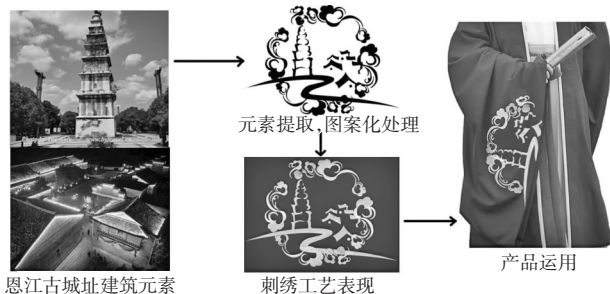 元素提取,图案化处理
恩江古城址建筑元素
刺绣工艺表现
产品运用